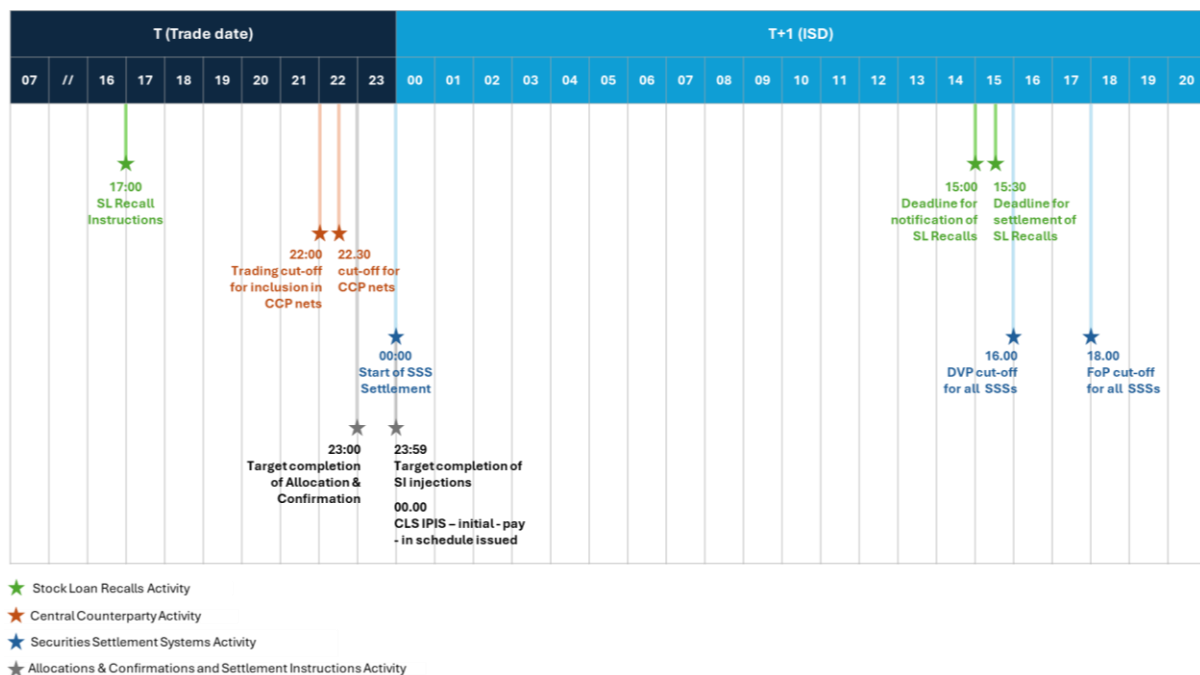 T (Trade date)
T+1 (ISD)
07 // 16 17 18 19 20 21 22 23 00 01 02 03 04 05 06 07 08 09 10 11 12 13 14 15 16 17 18 19 20
17:00
SL Recall
Instructions
15:00
Deadline for
notification of
SL Recalls
15:30
Deadline for
settlement of
SL Recalls
22:00
Trading cut-off
for inclusion in
CCP nets
22.30
cut-off for
CCP nets
00:00
Start of SSS
Settlement
16.00
DVP cut-off
for all SSSs
18.00
FoP cut-off
for all SSSs
23:00
Target completion
of Allocation &
Confirmation
23:59
Target completion of
SI injections
00.00
CLS IPIS – initial - pay
- in schedule issued
Stock Loan Recalls Activity
Central Counterparty Activity
Securities Settlement Systems Activity
Allocations & Confirmations and Settlement Instructions Activity